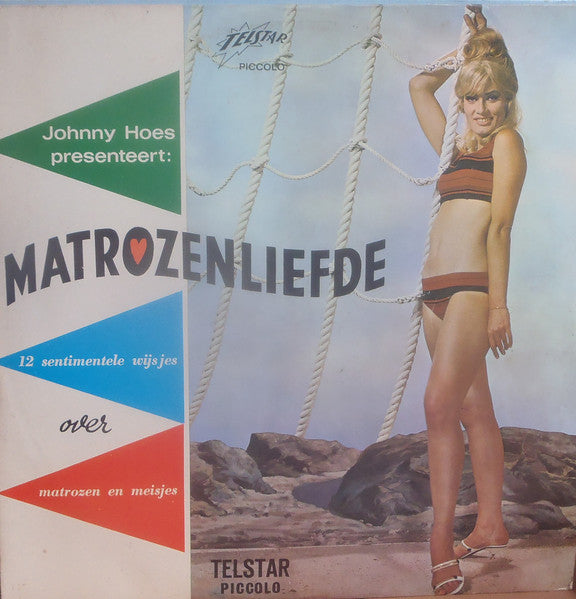 TELSTAR
PICCOLO
Johnny Hoes
presenteert:
MATROZENLIEFDE
12 sentimentele wijsjes
over
matrozen en meisjes
TELSTAR
PICCOLO